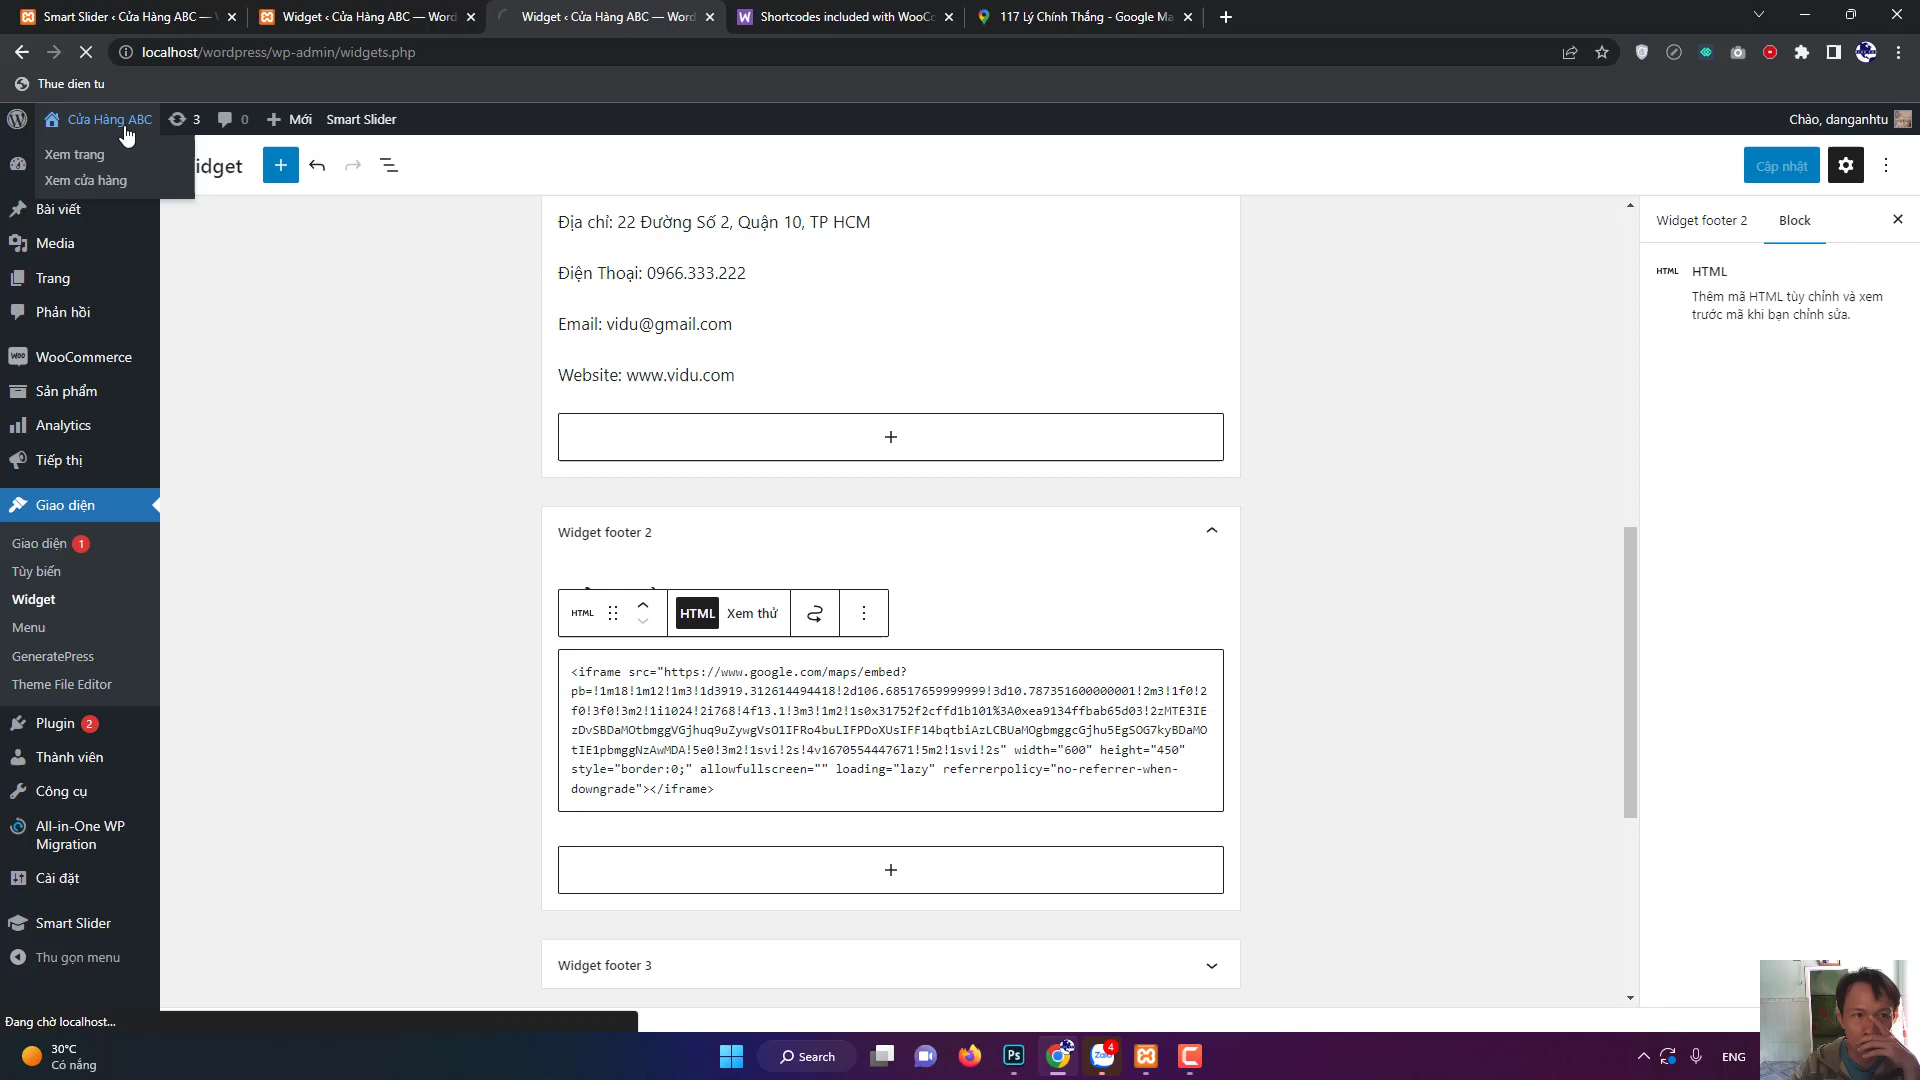 Smart Slider ‹ Cửa Hàng ABC —
Widget ‹ Cửa Hàng ABC — Word
Widget ‹ Cửa Hàng ABC — Word
Shortcodes included with WooCo
117 Lý Chính Thắng - Google Ma
localhost/wordpress/wp-admin/widgets.php
Thue dien tu
Cửa Hàng ABC
3
0
Mới
Smart Slider
Chào, danganhtu
Xem trang
Xem cửa hàng
idget
Cập nhật
Bài viết
Media
Trang
Phản hồi
WooCommerce
Sản phẩm
Analytics
Tiếp thị
Giao diện
Giao diện 1
Tùy biến
Widget
Menu
GeneratePress
Theme File Editor
Plugin 2
Thành viên
Công cụ
All-in-One WP
Migration
Cài đặt
Smart Slider
Thu gọn menu
Đang chờ localhost...
Địa chỉ: 22 Đường Số 2, Quận 10, TP HCM
Điện Thoại: 0966.333.222
Email: vidu@gmail.com
Website: www.vidu.com
Widget footer 2
HTML
HTML
Xem thử
<iframe src="https://www.google.com/maps/embed?
pb=!1m18!1m12!1m3!1d3919.312614494418!2d106.68517659999999!3d10.787351600000001!2m3!1f0!2
f0!3f0!3m2!1i1024!2i768!4f13.1!3m3!1m2!1s0x31752f2cffd1b101%3A0xea9134ffbab65d03!2zMTE3IE
zDvSBDaMOtbmggVGjhuq9uZywgVsO1IFRo4buLIFPDoXUsIFF14bqtbiAzLCBUaMOgbmggcGjhu5EgSOG7kyBDaMO
tIE1pbmggNzAwMDA!5e0!3m2!1svi!2s!4v1670554447671!5m2!1svi!2s" width="600" height="450"
style="border:0;" allowfullscreen="" loading="lazy" referrerpolicy="no-referrer-when-
downgrade"></iframe>
Widget footer 3
Widget footer 2
Block
HTML
HTML
Thêm mã HTML tùy chỉnh và xem
trước mã khi bạn chỉnh sửa.
30°C
Có nắng
Search
Ps
Zalo
4
ENG